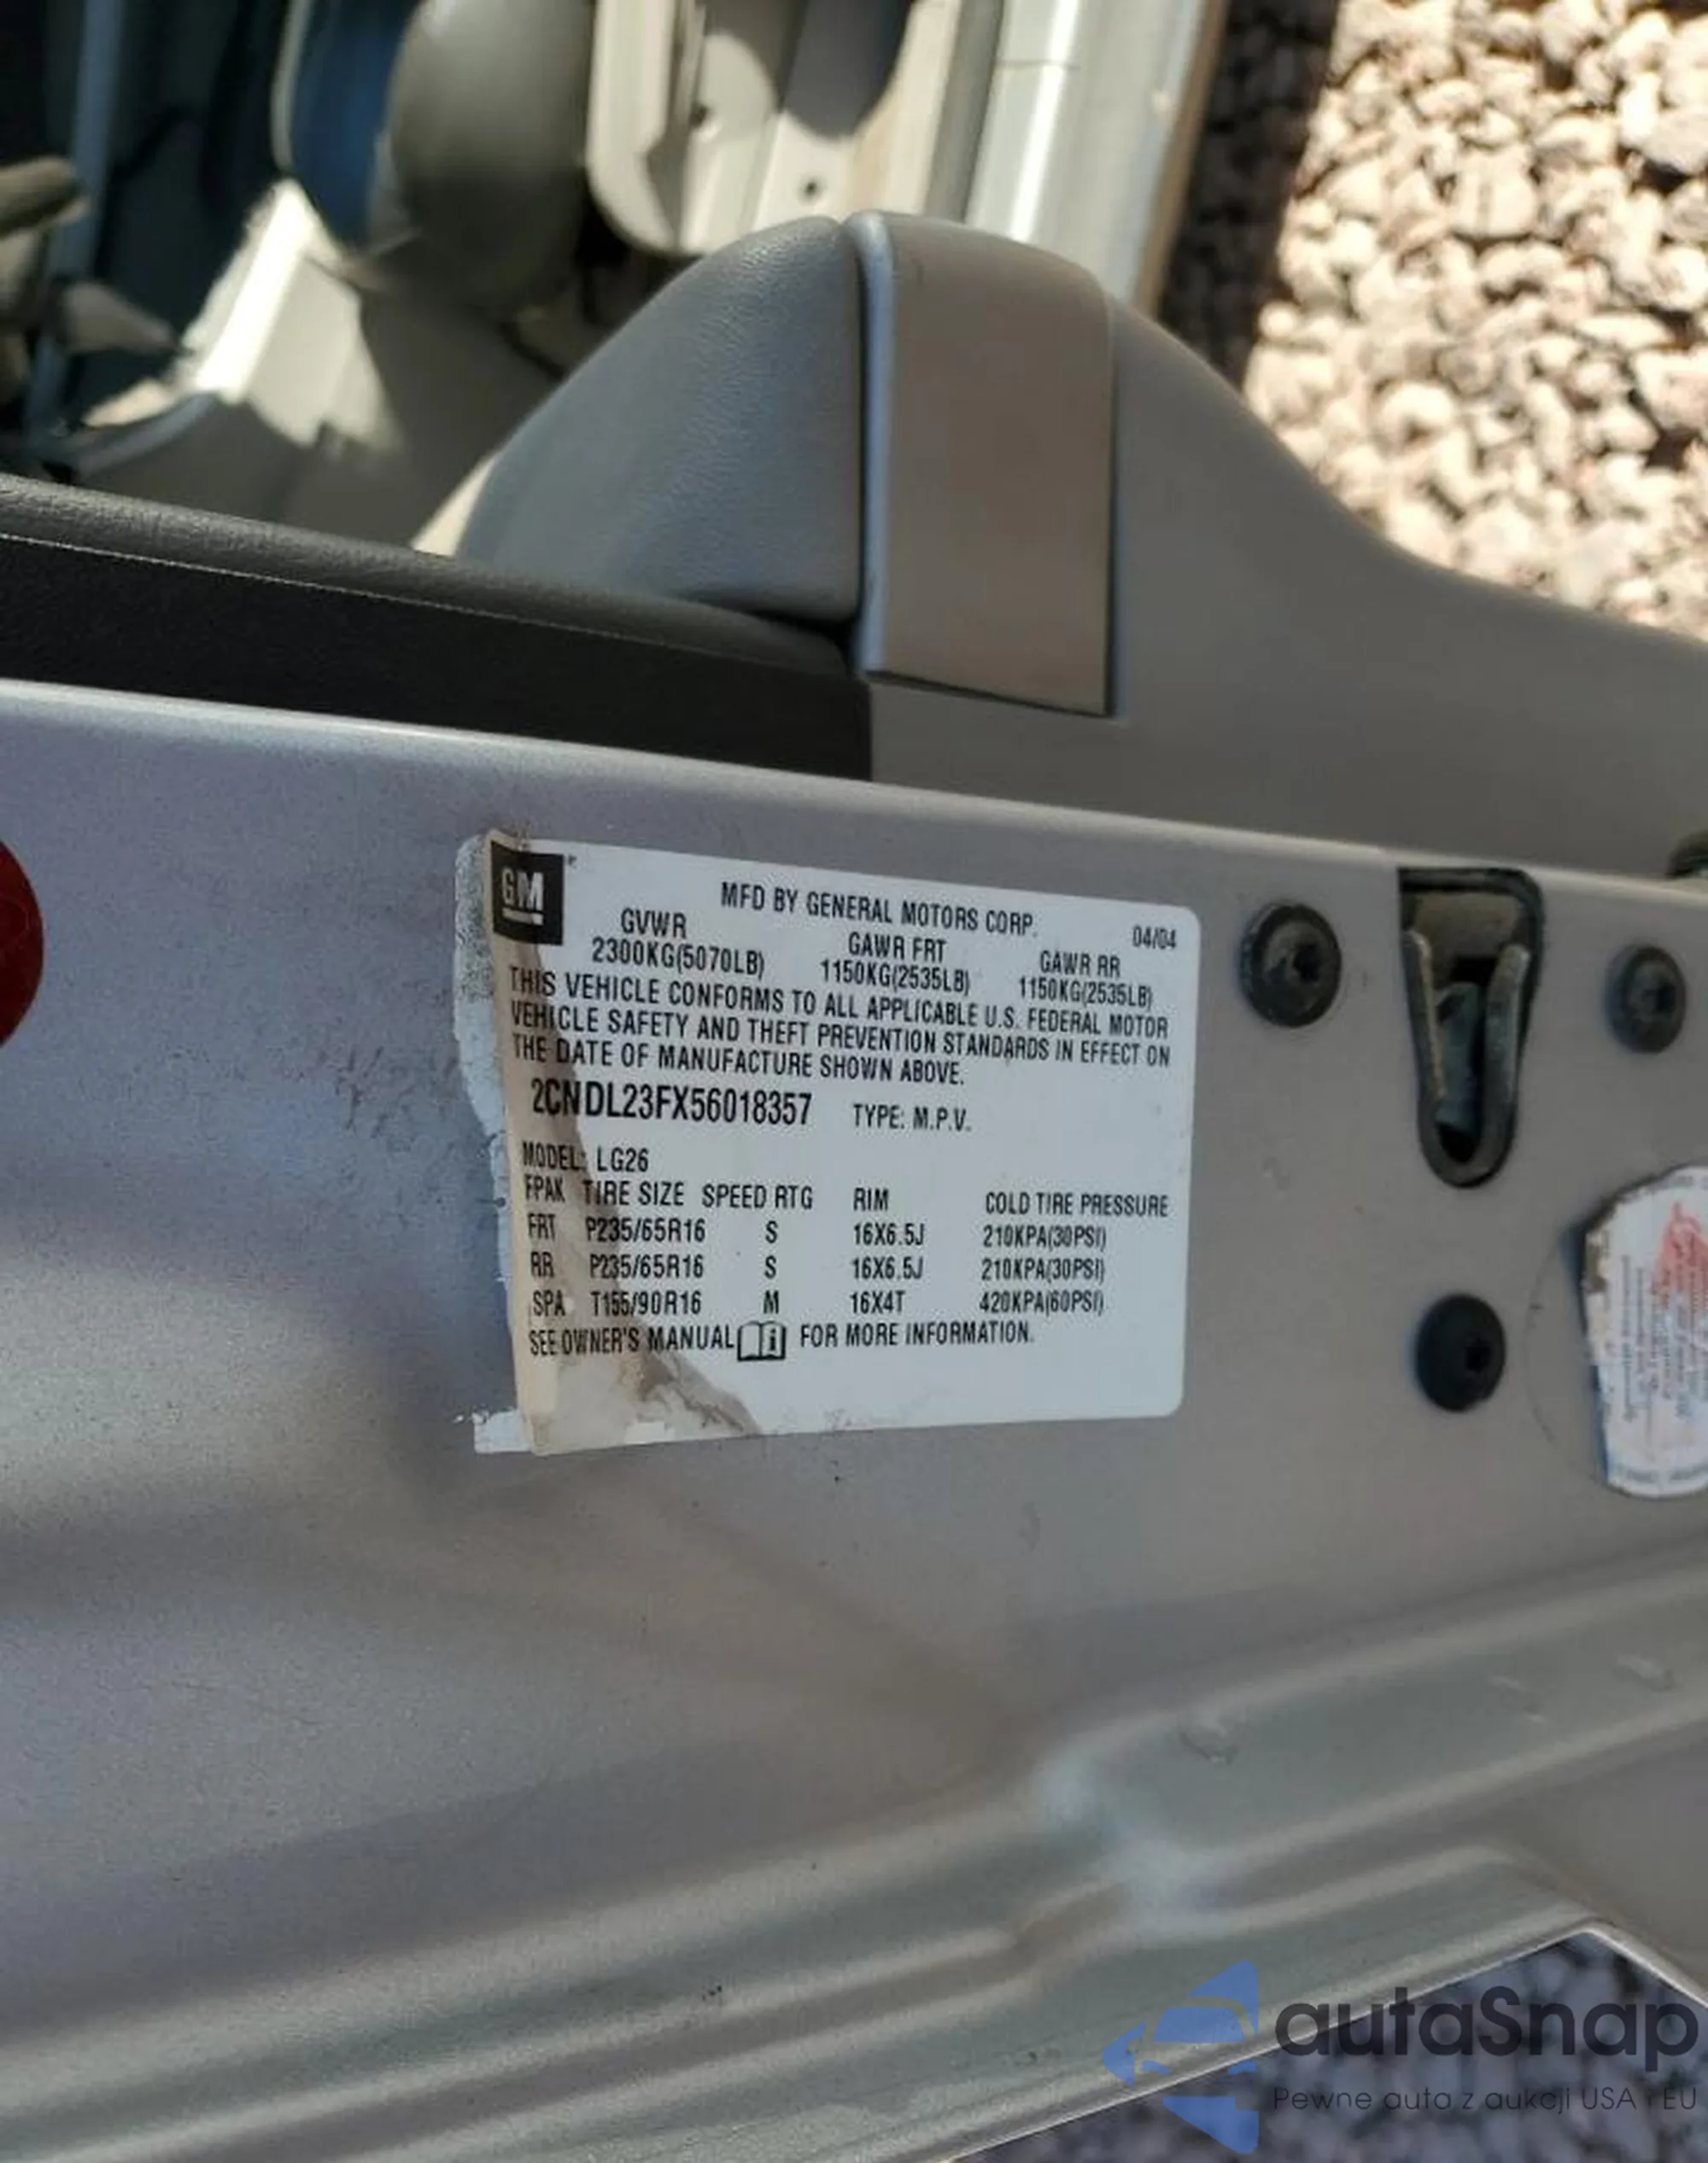 GM
MFD BY GENERAL MOTORS CORP. 04/04
GVWR GAWR FRT GAWR RR
2300KG(5070LB) 1150KG(2535LB) 1150KG(2535LB)
THIS VEHICLE CONFORMS TO ALL APPLICABLE U.S. FEDERAL MOTOR
VEHICLE SAFETY AND THEFT PREVENTION STANDARDS IN EFFECT ON
THE DATE OF MANUFACTURE SHOWN ABOVE.
2CNDL23FX56018357 TYPE: M.P.V.
MODEL: LG26
FPAK TIRE SIZE SPEED RTG RIM COLD TIRE PRESSURE
FRT P235/65R16 S 16X6.5J 210KPA(30PSI)
RR P235/65R16 S 16X6.5J 210KPA(30PSI)
SPA T155/90R16 M 16X4T 420KPA(60PSI)
SEE OWNER'S MANUAL i FOR MORE INFORMATION.
autaSnap
Pewne auta z aukcji USA i EU